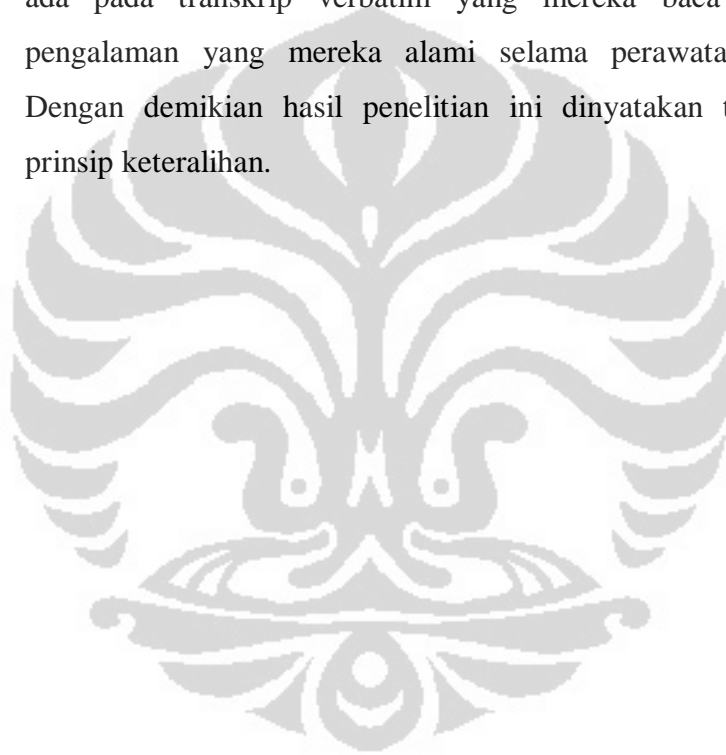 ada pada transkrip verbatim yang mereka baca
pengalaman yang mereka alami selama perawata
Dengan demikian hasil penelitian ini dinyatakan t
prinsip keteralihan.